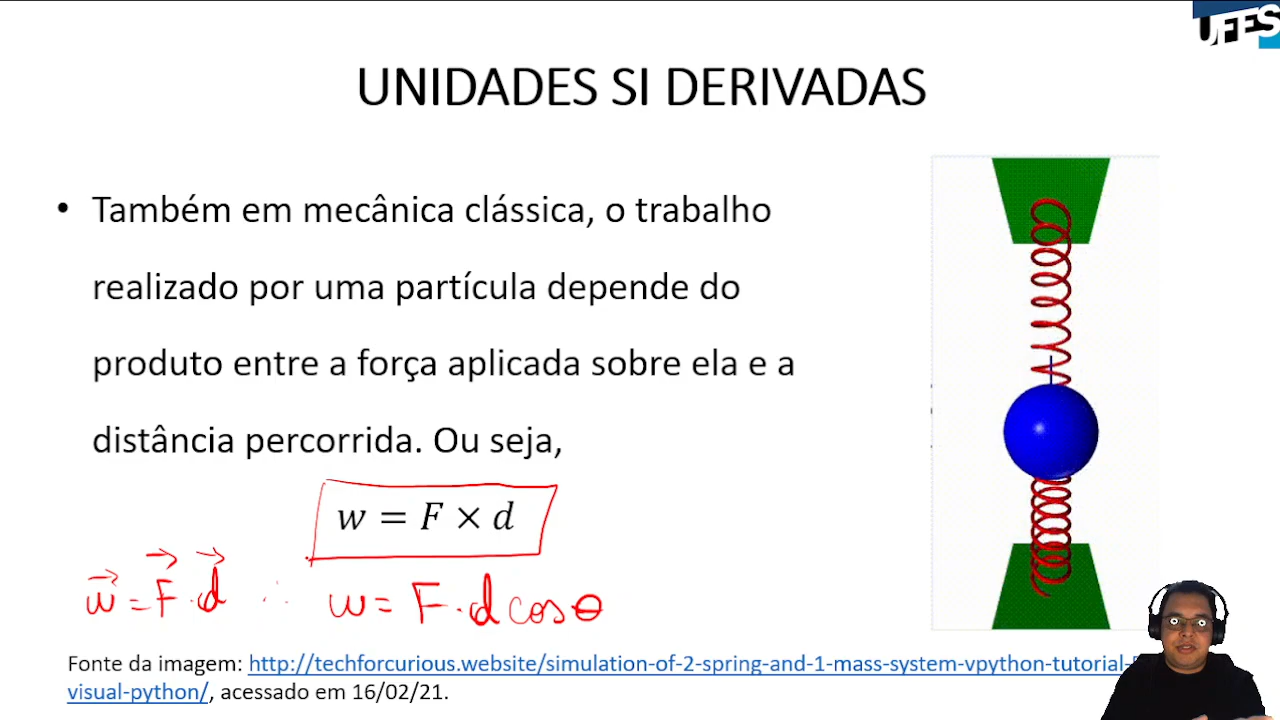 UFES
UNIDADES SI DERIVADAS
• Também em mecânica clássica, o trabalho
realizado por uma partícula depende do
produto entre a força aplicada sobre ela e a
distância percorrida. Ou seja,
w = F × d
w⃗ = F⃗ · d⃗ ∴ w = F · d cos θ
Fonte da imagem: http://techforcurious.website/simulation-of-2-spring-and-1-mass-system-vpython-tutorial-
visual-python/, acessado em 16/02/21.